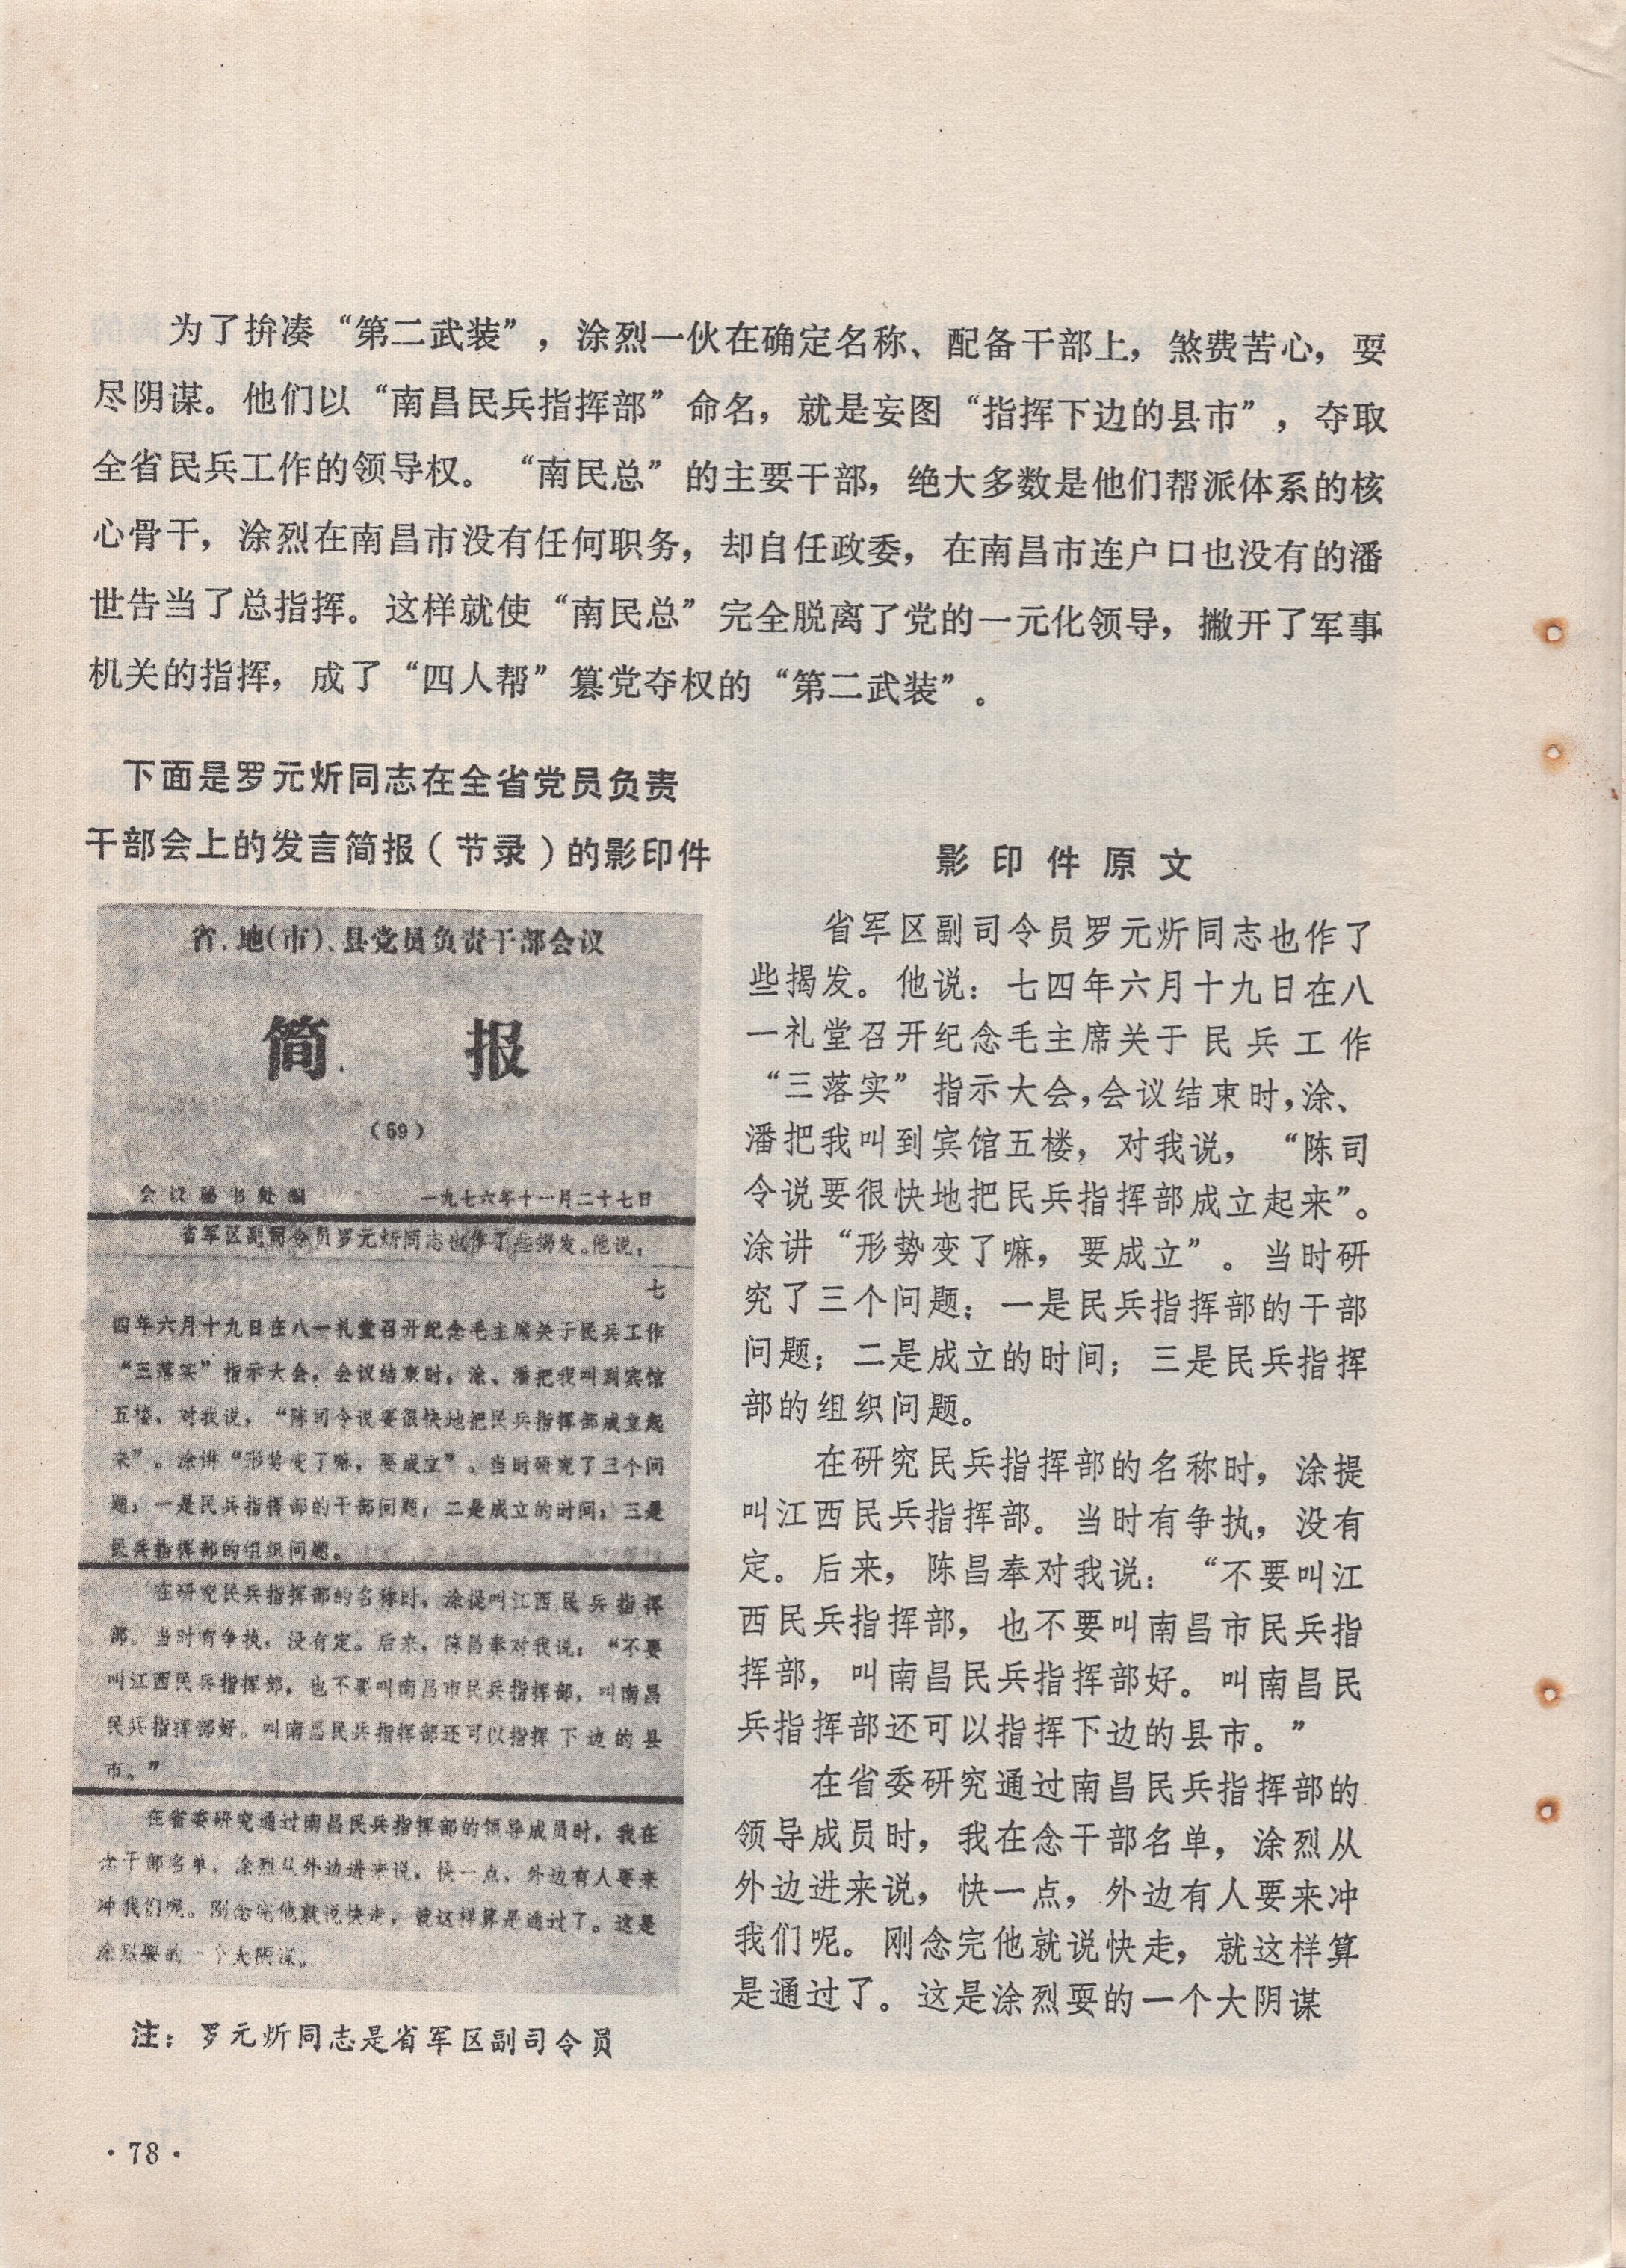 为了拚凑“第二武装”，涂烈一伙在确定名称、配备干部上，煞费苦心，耍
尽阴谋。他们以“南昌民兵指挥部”命名，就是妄图“指挥下边的县市”，夺取
全省民兵工作的领导权。“南民总”的主要干部，绝大多数是他们帮派体系的核
心骨干，涂烈在南昌市没有任何职务，却自任政委，在南昌市连户口也没有的潘
世告当了总指挥。这样就使“南民总”完全脱离了党的一元化领导，撇开了军事
机关的指挥，成了“四人帮”篡党夺权的“第二武装”。
下面是罗元炘同志在全省党员负责
干部会上的发言简报（节录）的影印件
省、地（市）、县党员负责干部会议
简报
（59）
会议秘书处编 一九七六年十一月二十七日
省军区副司令员罗元炘同志也作了些揭发。他说：
七
四年六月十九日在八一礼堂召开纪念毛主席关于民兵工作
“三落实”指示大会，会议结束时，涂、潘把我叫到宾馆
五楼，对我说，“陈司令说要很快地把民兵指挥部成立起
来”。涂讲“形势变了嘛，要成立”。当时研究了三个问
题：一是民兵指挥部的干部问题；二是成立的时间；三是
民兵指挥部的组织问题。
在研究民兵指挥部的名称时，涂提叫江西民兵指挥
部。当时有争执，没有定。后来，陈昌奉对我说：“不要
叫江西民兵指挥部，也不要叫南昌市民兵指挥部，叫南昌
民兵指挥部好。叫南昌民兵指挥部还可以指挥下边的县
市。”
在省委研究通过南昌民兵指挥部的领导成员时，我在
念干部名单，涂烈从外边进来说，快一点，外边有人要来
冲我们呢。刚念完他就说快走，就这样算是通过了。这是
涂烈耍的一个大阴谋。
注：罗元炘同志是省军区副司令员
影印件原文
省军区副司令员罗元炘同志也作了
些揭发。他说：七四年六月十九日在八
一礼堂召开纪念毛主席关于民兵工作
“三落实”指示大会，会议结束时，涂、
潘把我叫到宾馆五楼，对我说，“陈司
令说要很快地把民兵指挥部成立起来”。
涂讲“形势变了嘛，要成立”。当时研
究了三个问题：一是民兵指挥部的干部
问题；二是成立的时间；三是民兵指挥
部的组织问题。
在研究民兵指挥部的名称时，涂提
叫江西民兵指挥部。当时有争执，没有
定。后来，陈昌奉对我说：“不要叫江
西民兵指挥部，也不要叫南昌市民兵指
挥部，叫南昌民兵指挥部好。叫南昌民
兵指挥部还可以指挥下边的县市。”
在省委研究通过南昌民兵指挥部的
领导成员时，我在念干部名单，涂烈从
外边进来说，快一点，外边有人要来冲
我们呢。刚念完他就说快走，就这样算
是通过了。这是涂烈耍的一个大阴谋
·78·